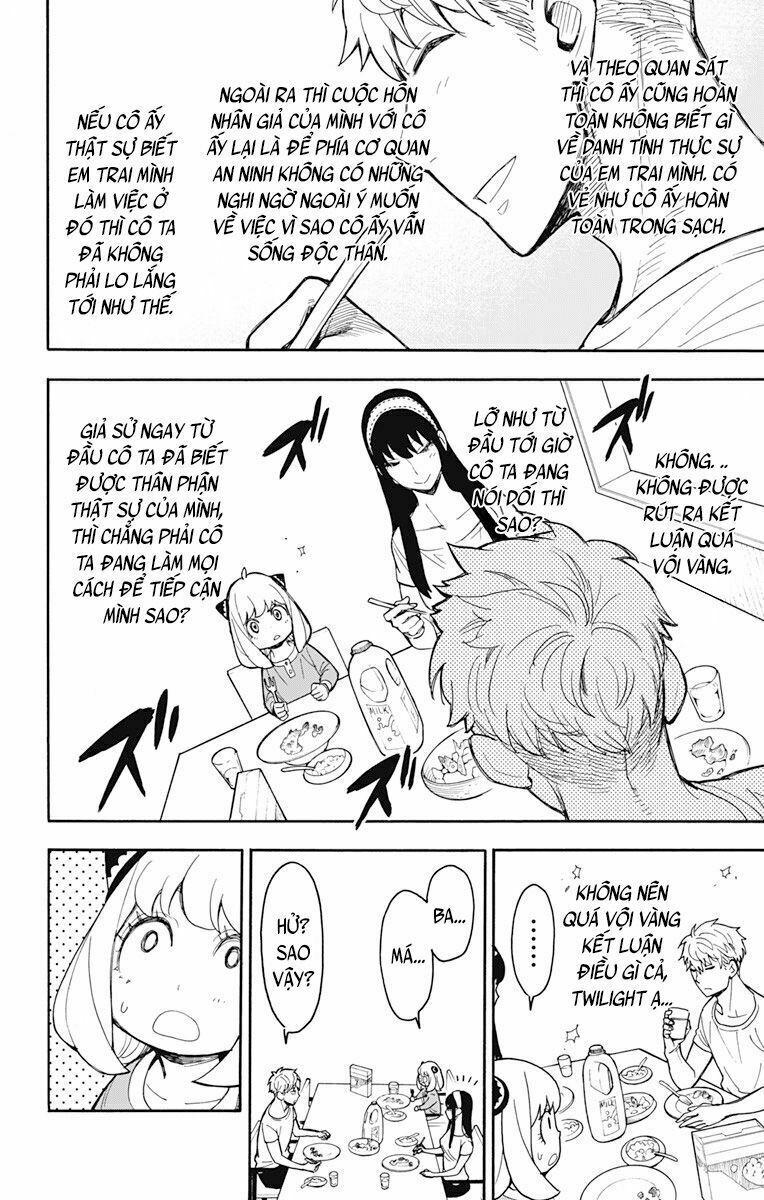 VÀ THEO QUAN SÁT
THÌ CÔ ẤY CŨNG HOÀN
TOÀN KHÔNG BIẾT GÌ
VỀ DANH TÍNH THỰC SỰ
CỦA EM TRAI MÌNH. CÓ
VẺ NHƯ CÔ ẤY HOÀN
TOÀN TRONG SẠCH.
NGOÀI RA THÌ CUỘC HÔN
NHÂN GIẢ CỦA MÌNH VỚI CÔ
ẤY LẠI LÀ ĐỂ PHÍA CƠ QUAN
AN NINH KHÔNG CÓ NHỮNG
NGHI NGỜ NGOÀI Ý MUỐN
VỀ VIỆC VÌ SAO CÔ ẤY VẪN
SỐNG ĐỘC THÂN.
NẾU CÔ ẤY
THẬT SỰ BIẾT
EM TRAI MÌNH
LÀM VIỆC Ở
ĐÓ THÌ CÔ TA
ĐÃ KHÔNG
PHẢI LO LẮNG
TỚI NHƯ THẾ.
KHÔNG. ..
KHÔNG ĐƯỢC
RÚT RA KẾT
LUẬN QUÁ
VỘI VÀNG.
LỠ NHƯ TỪ
ĐẦU TỚI GIỜ
CÔ TA ĐANG
NÓI DỐI THÌ
SAO?
GIẢ SỬ NGAY TỪ
ĐẦU CÔ TA ĐÃ BIẾT
ĐƯỢC THÂN PHẬN
THẬT SỰ CỦA MÌNH,
THÌ CHẲNG PHẢI CÔ
TA ĐANG LÀM MỌI
CÁCH ĐỂ TIẾP CẬN
MÌNH SAO?
ズ
ズ
ズ
ズ
MILK
KHÔNG NÊN
QUÁ VỘI VÀNG
KẾT LUẬN
ĐIỀU GÌ CẢ,
TWILIGHT Ạ...
.....
MILK
BA...
MÁ...
HỬ?
SAO
VẬY?